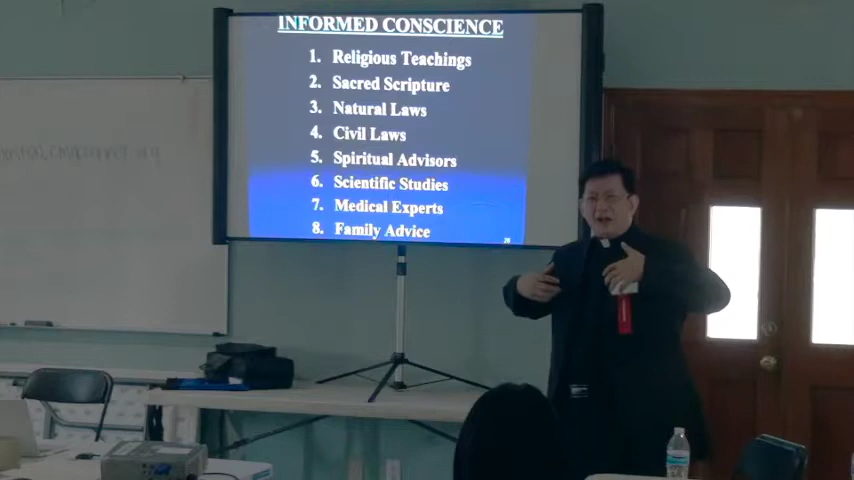 INFORMED CONSCIENCE
1. Religious Teachings
2. Sacred Scripture
3. Natural Laws
4. Civil Laws
5. Spiritual Advisors
6. Scientific Studies
7. Medical Experts
8. Family Advice